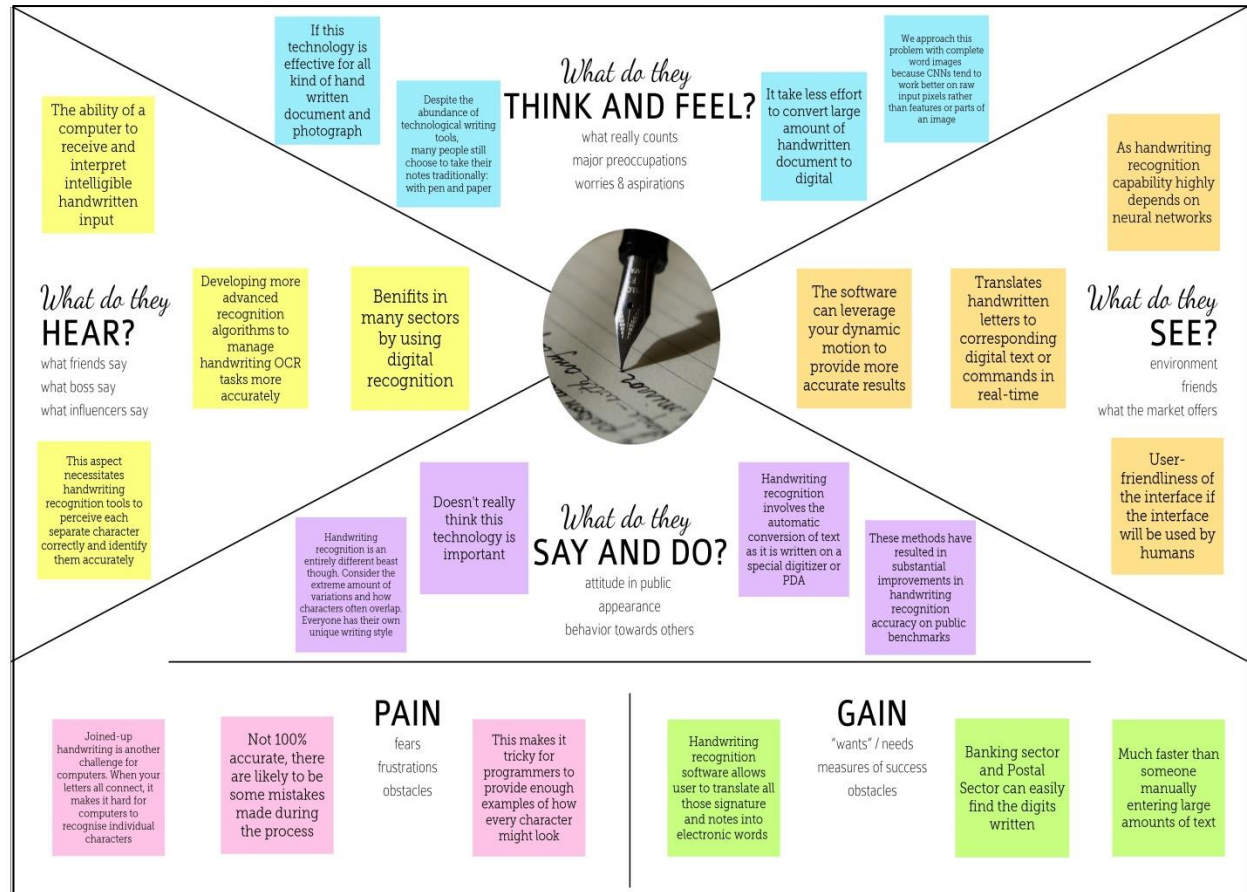 If this
technology is
effective for all
kind of hand
written
document and
photograph
Despite the
abundance of
technological writing
tools,
many people still
choose to take their
notes traditionally:
with pen and paper
What do they
THINK AND FEEL?
what really counts
major preoccupations
worries & aspirations
It take less effort
to convert large
amount of
handwritten
document to
digital
We approach this
problem with complete
word images
because CNNs tend to
work better on raw
input pixels rather
than features or parts of
an image
The ability of a
computer to
receive and
interpret
intelligible
handwritten
input
What do they
HEAR?
what friends say
what boss say
what influencers say
Developing more
advanced
recognition
algorithms to
manage
handwriting OCR
tasks more
accurately
Benifits in
many sectors
by using
digital
recognition
This aspect
necessitates
handwriting
recognition tools to
perceive each
separate character
correctly and identify
them accurately
As handwriting
recognition
capability highly
depends on
neural networks
The software
can leverage
your dynamic
motion to
provide more
accurate results
Translates
handwritten
letters to
corresponding
digital text or
commands in
real-time
What do they
SEE?
environment
friends
what the market offers
User-
friendliness of
the interface if
the interface
will be used by
humans
Handwriting
recognition is an
entirely different beast
though. Consider the
extreme amount of
variations and how
characters often overlap.
Everyone has their own
unique writing style
Doesn't really
think this
technology is
important
What do they
SAY AND DO?
attitude in public
appearance
behavior towards others
Handwriting
recognition
involves the
automatic
conversion of text
as it is written on a
special digitizer or
PDA
These methods have
resulted in
substantial
improvements in
handwriting
recognition
accuracy on public
benchmarks
PAIN
fears
frustrations
obstacles
Joined-up
handwriting is another
challenge for
computers. When your
letters all connect, it
makes it hard for
computers to
recognise individual
characters
Not 100%
accurate, there
are likely to be
some mistakes
made during
the process
This makes it
tricky for
programmers to
provide enough
examples of how
every character
might look
GAIN
"wants" / needs
measures of success
obstacles
Handwriting
recognition
software allows
user to translate all
those signature
and notes into
electronic words
Banking sector
and Postal
Sector can easily
find the digits
written
Much faster than
someone
manually
entering large
amounts of text